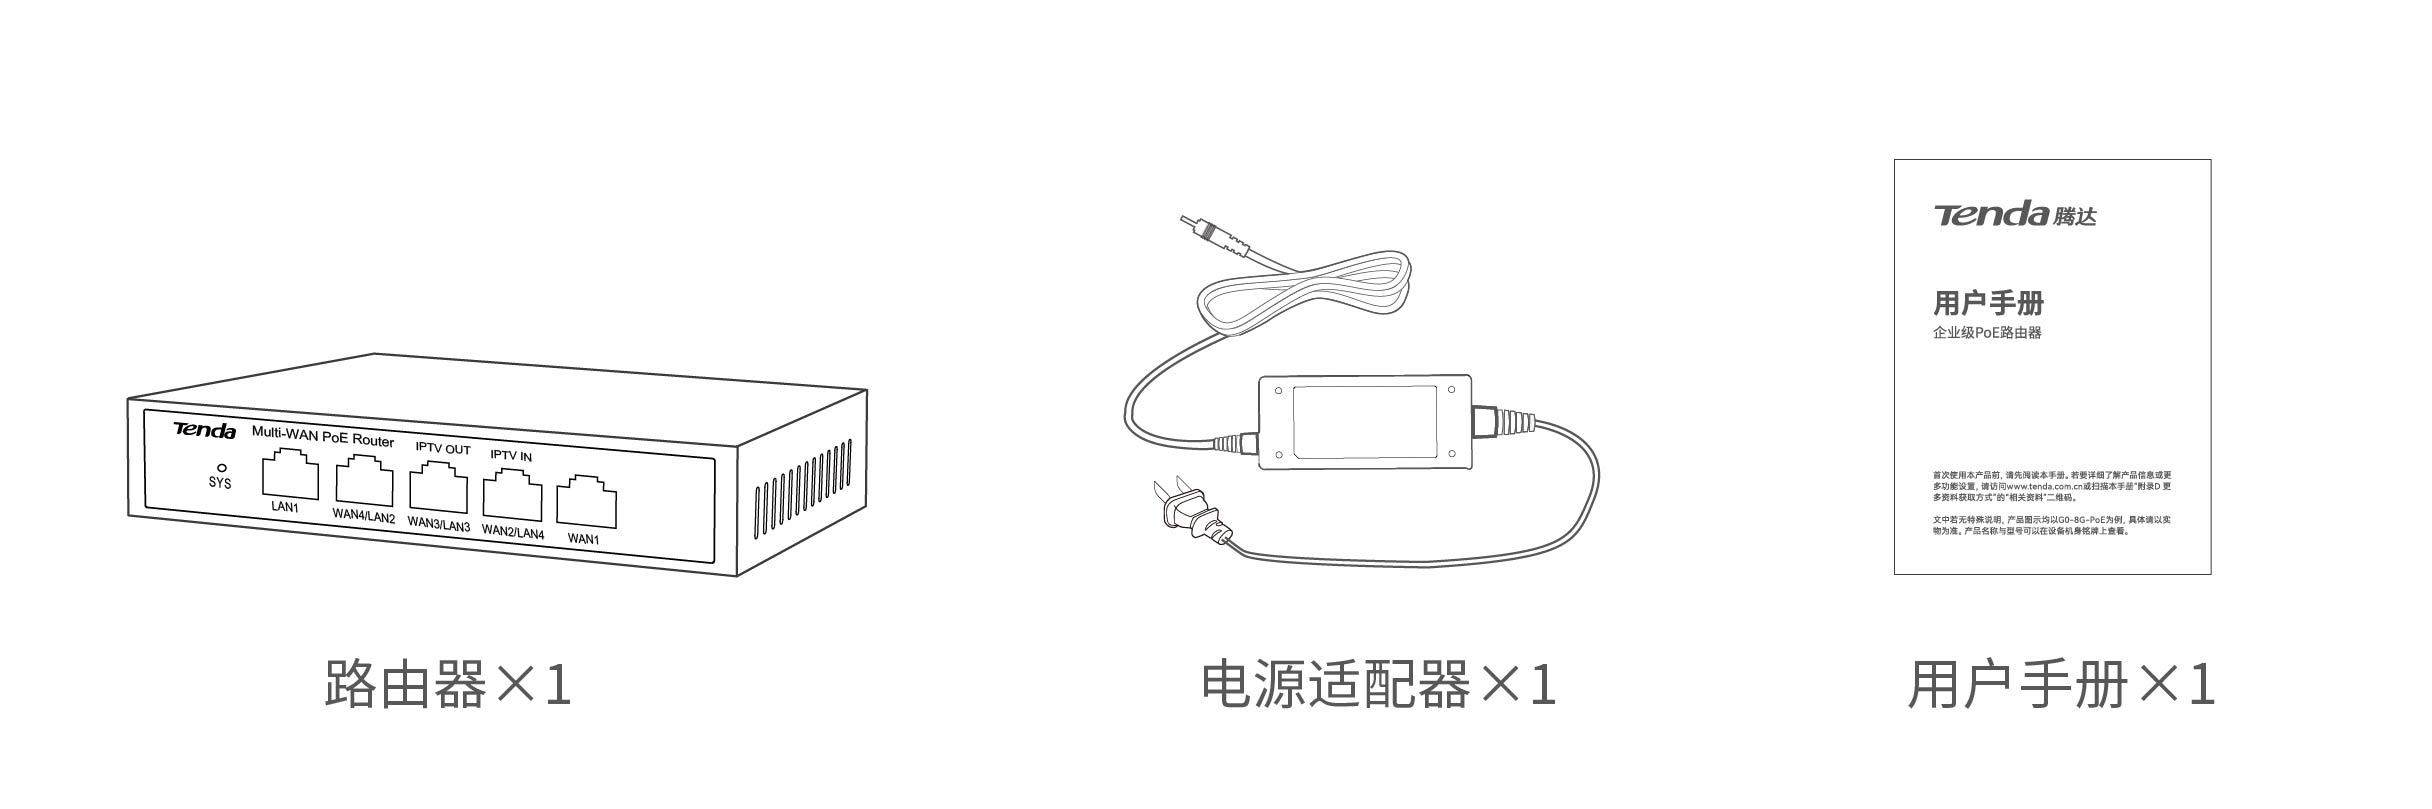 Tenda Multi-WAN PoE Router
IPTV OUT
IPTV IN
SYS
LAN1
WAN4/LAN2
WAN3/LAN3
WAN2/LAN4
WAN1
路由器×1
电源适配器×1
Tenda 腾达
用户手册
企业级PoE路由器
首次使用本产品前，请先阅读本手册。若要详细了解产品信息或更
多功能设置，请访问www.tenda.com.cn或扫描本手册“附录D 更
多资料获取方式”的“相关资料”二维码。
文中若无特殊说明，产品图示均以G0-8G-PoE为例，具体请以实
物为准。产品名称与型号可以在设备机身铭牌上查看。
用户手册×1